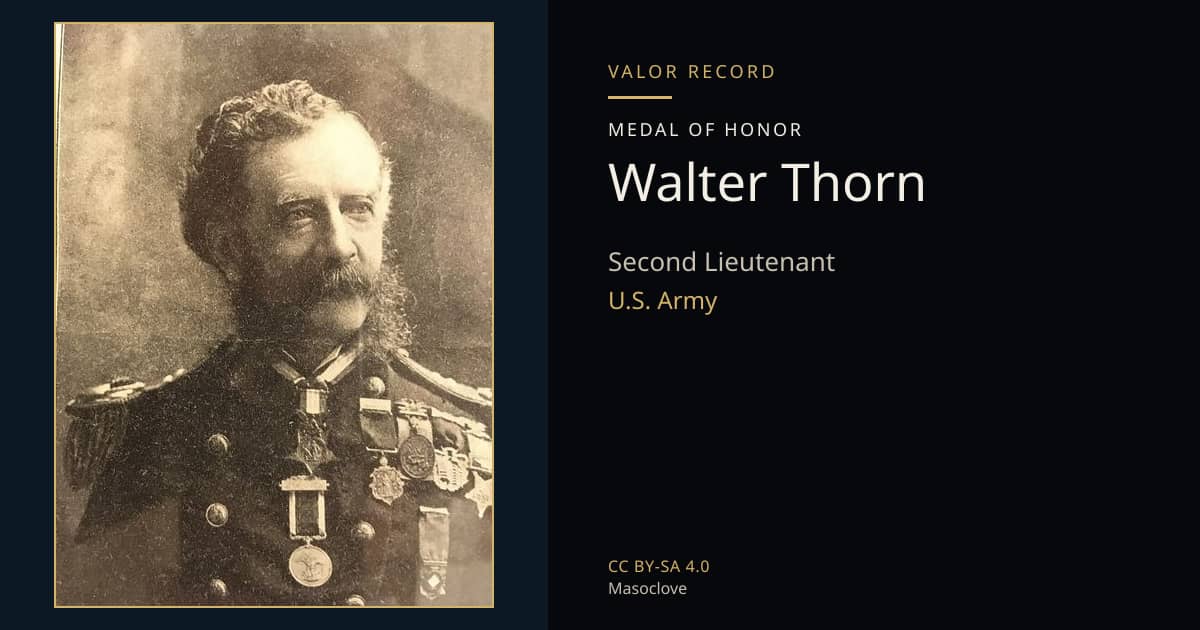 VALOR RECORD
MEDAL OF HONOR
Walter Thorn
Second Lieutenant
U.S. Army
CC BY-SA 4.0
Masoclove